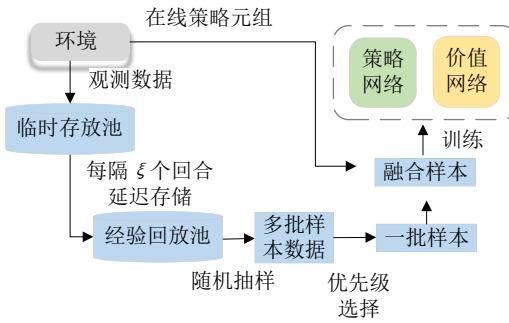 在线策略元组
环境
策略
网络
价值
网络
观测数据
临时存放池
训练
每隔 ξ 个回合
延迟存储
融合样本
经验回放池
多批样
本数据
一批样本
随机抽样
优先级
选择